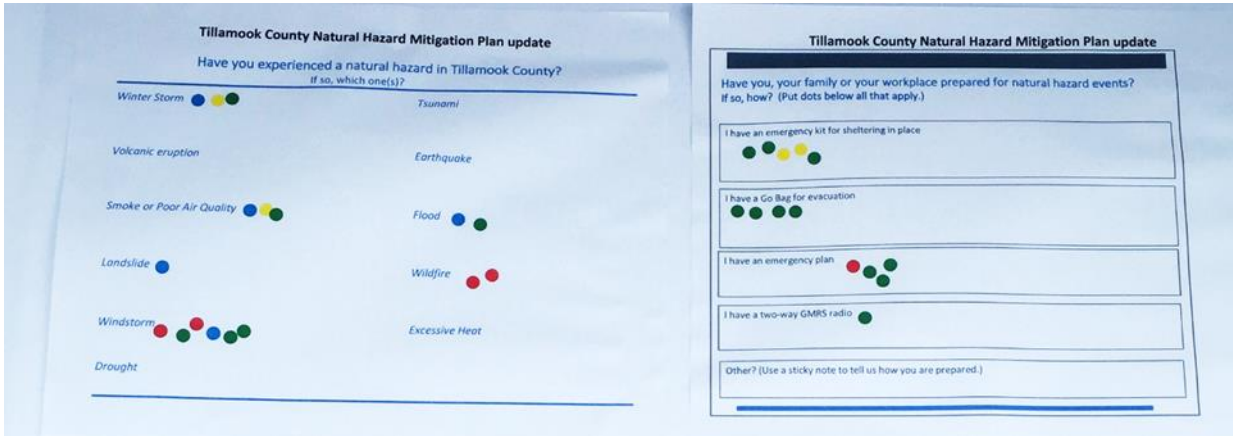 Tillamook County Natural Hazard Mitigation Plan update
Have you experienced a natural hazard in Tillamook County?
If so, which one(s)?
Winter Storm
Tsunami
Volcanic eruption
Earthquake
Smoke or Poor Air Quality
Flood
Landslide
Wildfire
Windstorm
Excessive Heat
Drought
Tillamook County Natural Hazard Mitigation Plan update
Have you, your family or your workplace prepared for natural hazard events?
If so, how? (Put dots below all that apply.)
I have an emergency kit for sheltering in place
I have a Go Bag for evacuation
I have an emergency plan
I have a two-way GMRS radio
Other? (Use a sticky note to tell us how you are prepared.)